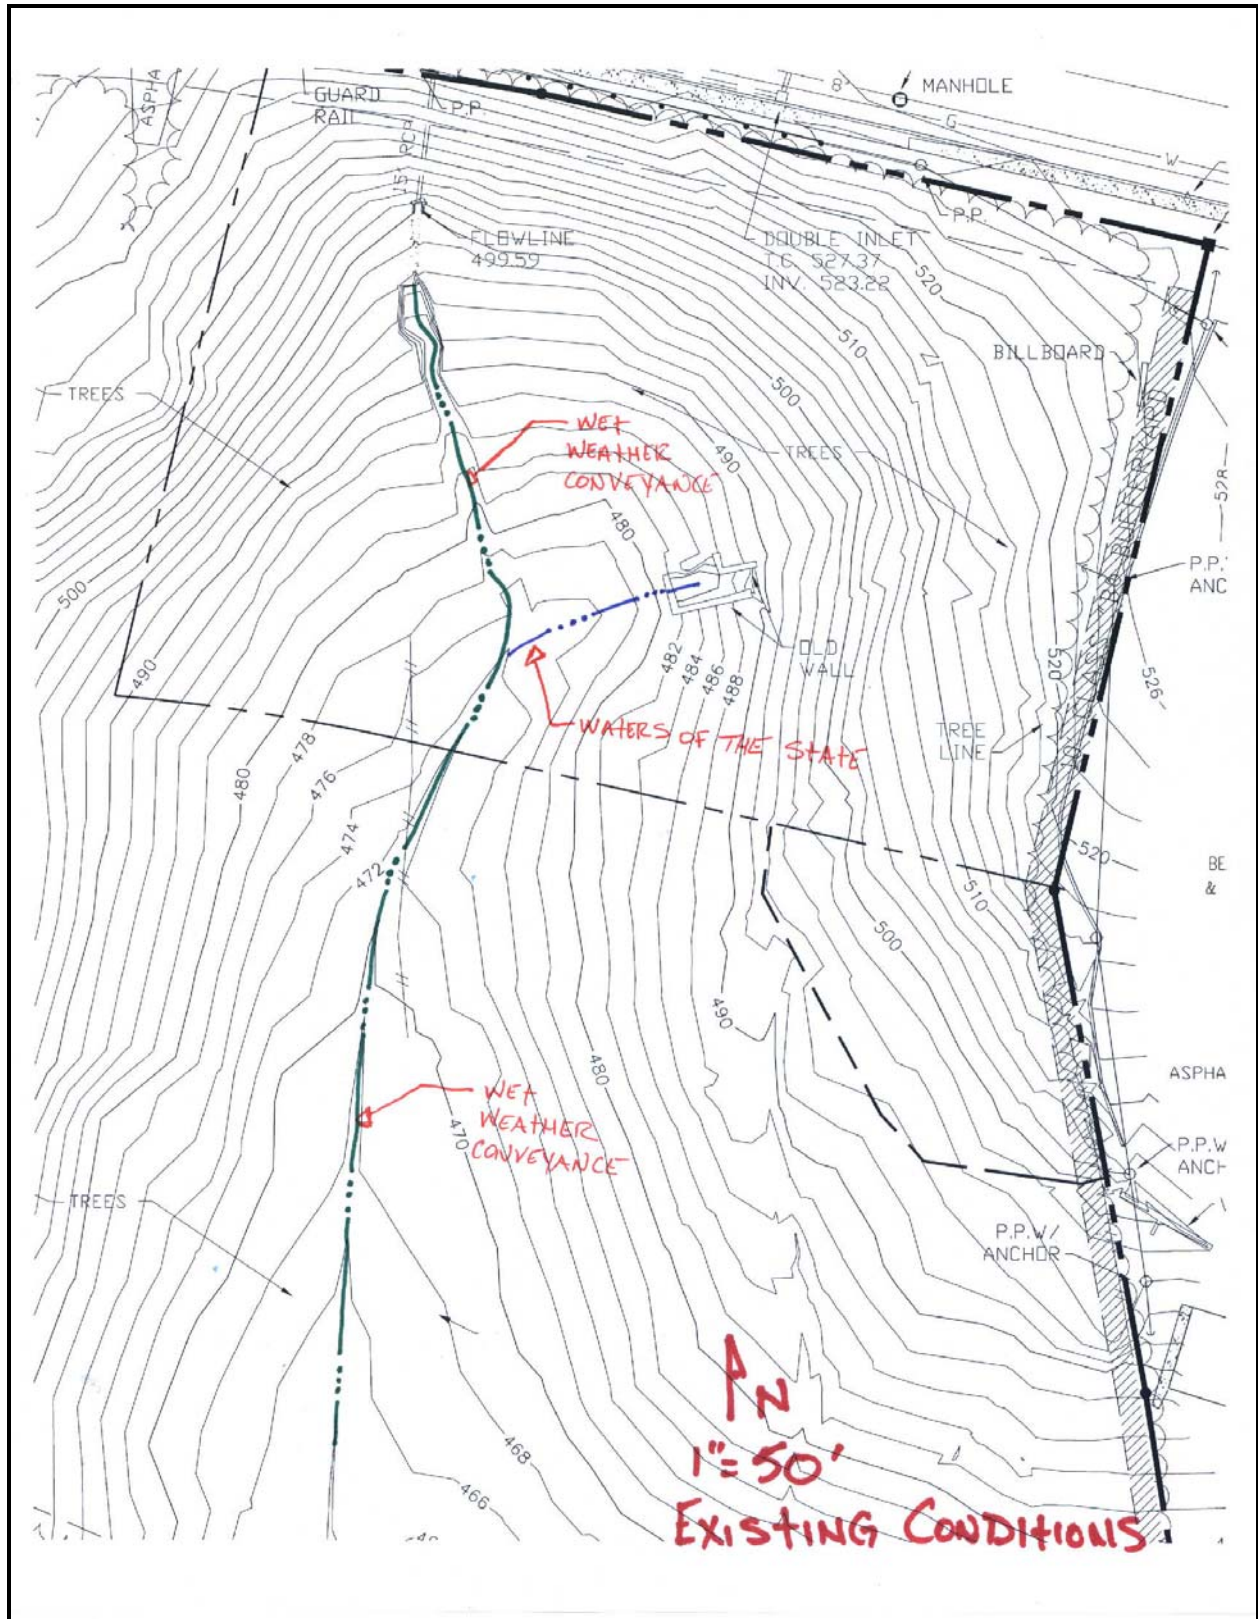 ASPHA
GUARD
RAIL
P.P.
8"
MANHOLE
15" RCP
G
W
P.P.
FLOWLINE
499.59
DOUBLE INLET
T.C. 527.37
INV. 523.22
520
510
BILLBOARD
TREES
500
WET
WEATHER
CONVEYANCE
490
TREES
528
480
P.P.
ANC
500
OLD
WALL
482
484
486
488
520
526
490
WATERS OF THE STATE
TREE
LINE
478
480
476
474
520
472
BE
&
510
500
490
480
ASPHA
WET
WEATHER
CONVEYANCE
470
P.P.W
ANCH
TREES
P.P.W/
ANCHOR
N
1"=50'
468
466
EXISTING CONDITIONS